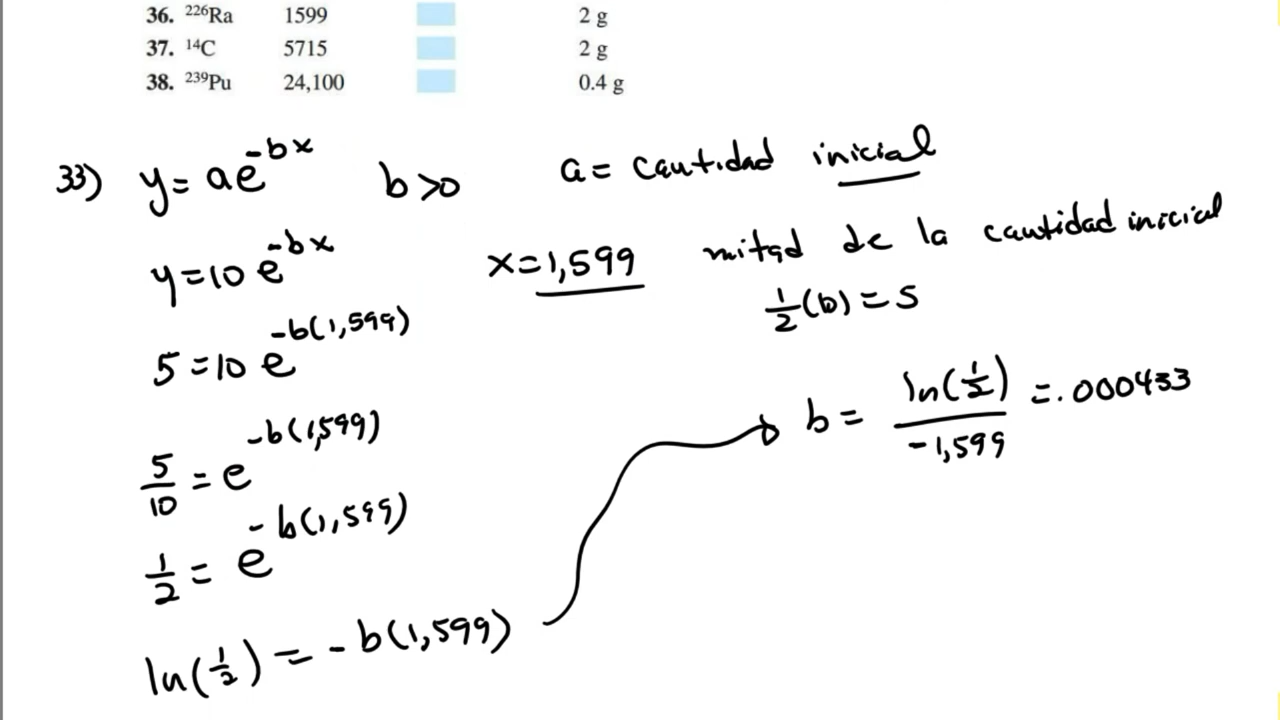 36. ²²⁶Ra 1599 2 g
37. ¹⁴C 5715 2 g
38. ²³⁹Pu 24,100 0.4 g
33) y = ae^{-bx} b>0 a = cantidad inicial
y = 10e^{-bx} x = 1,599 mitad de la cantidad inicial
½(10) = 5
5 = 10e^{-b(1,599)}
b = ln(½)/-1,599 = .000433
5/10 = e^{-b(1,599)}
½ = e^{-b(1,599)}
ln(½) = -b(1,599)